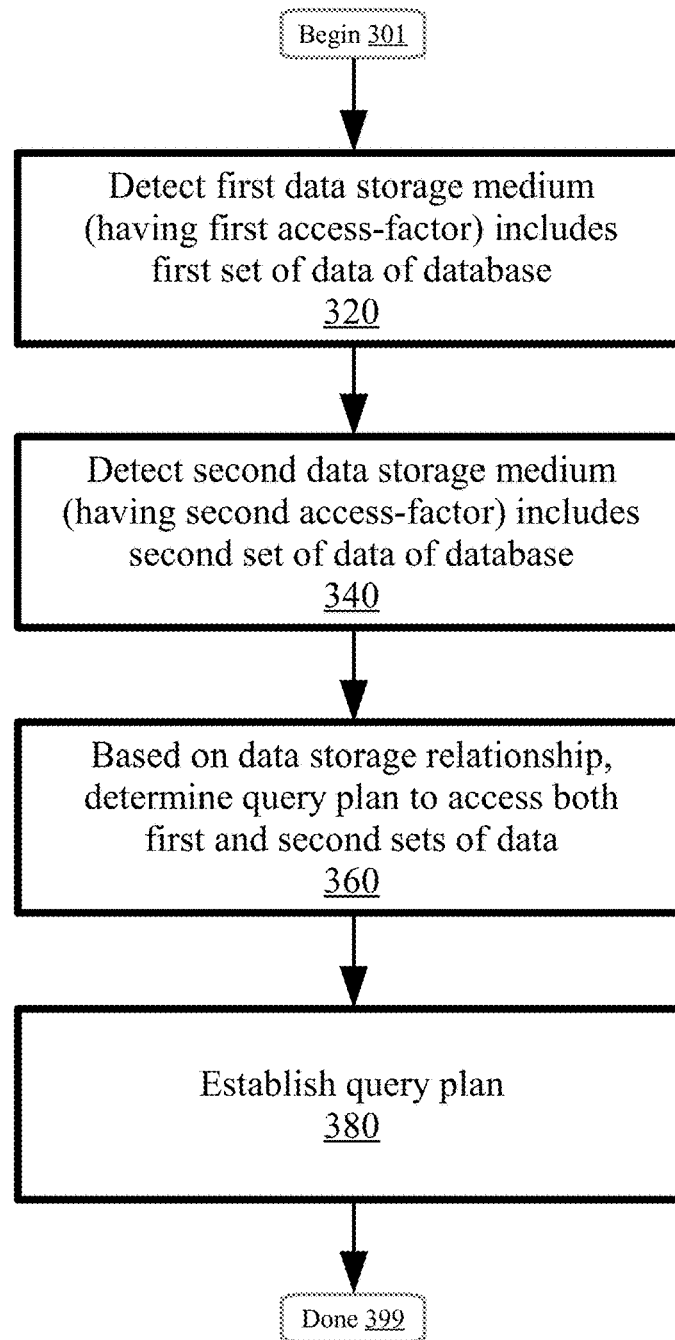 Begin 301
Detect first data storage medium
(having first access-factor) includes
first set of data of database
320
Detect second data storage medium
(having second access-factor) includes
second set of data of database
340
Based on data storage relationship,
determine query plan to access both
first and second sets of data
360
Establish query plan
380
Done 399